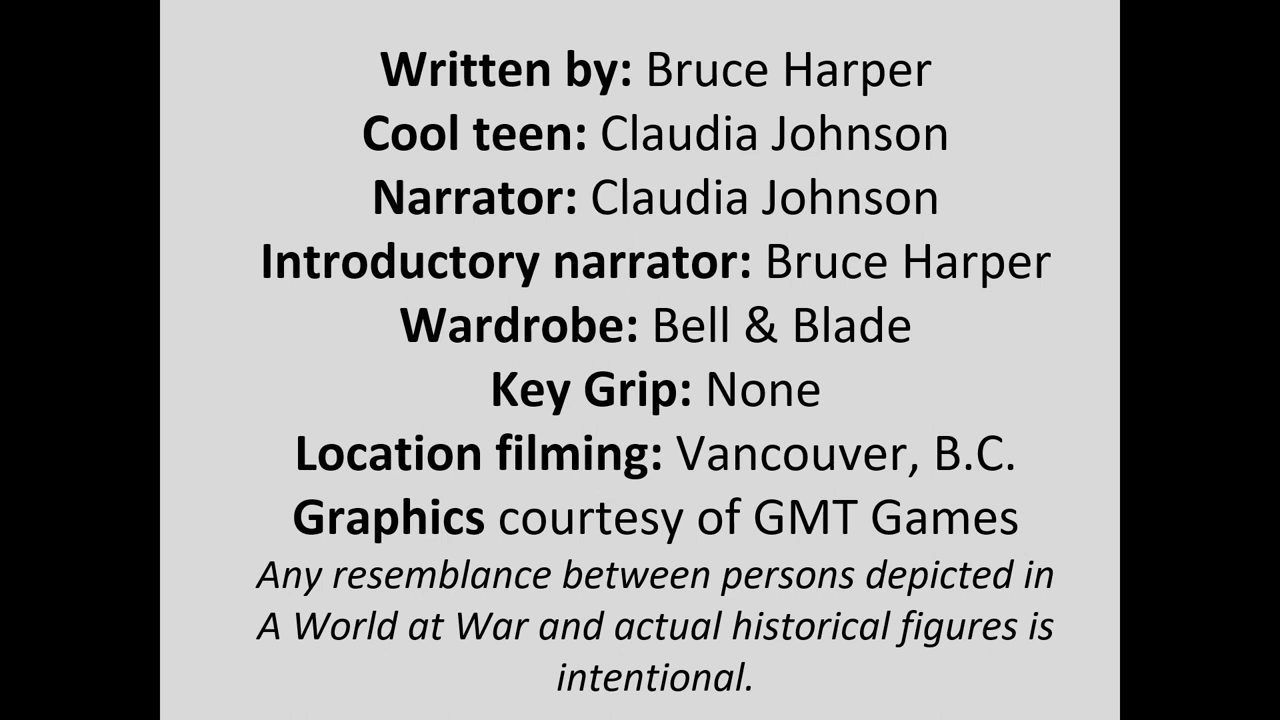 Written by: Bruce Harper
Cool teen: Claudia Johnson
Narrator: Claudia Johnson
Introductory narrator: Bruce Harper
Wardrobe: Bell & Blade
Key Grip: None
Location filming: Vancouver, B.C.
Graphics courtesy of GMT Games
Any resemblance between persons depicted in
A World at War and actual historical figures is
intentional.